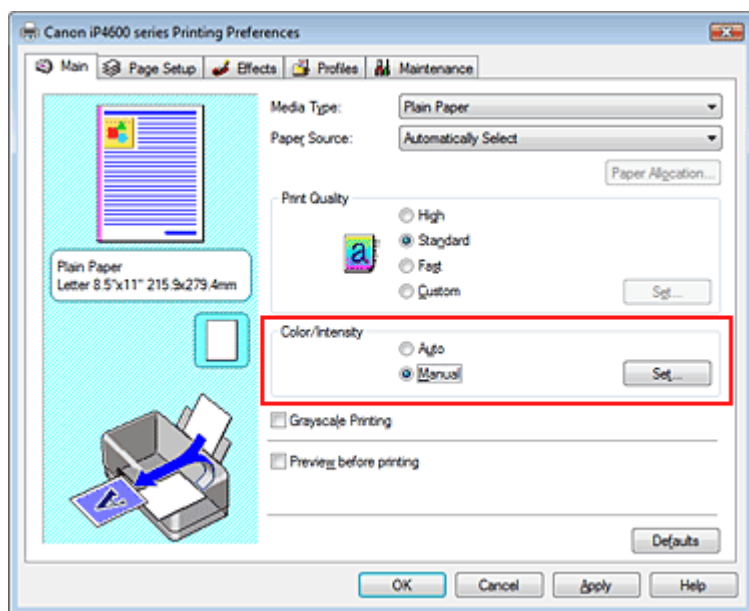 Canon iP4600 series Printing Preferences
Main Page Setup Effects Profiles Maintenance
Media Type: Plain Paper
Paper Source: Automatically Select
Paper Allocation...
Print Quality
High
a Standard
Fast
Custom Set...
Plain Paper
Letter 8.5"x11" 215.9x279.4mm
Color/Intensity
Auto
Manual Set...
Grayscale Printing
Preview before printing
A
Defaults
OK Cancel Apply Help